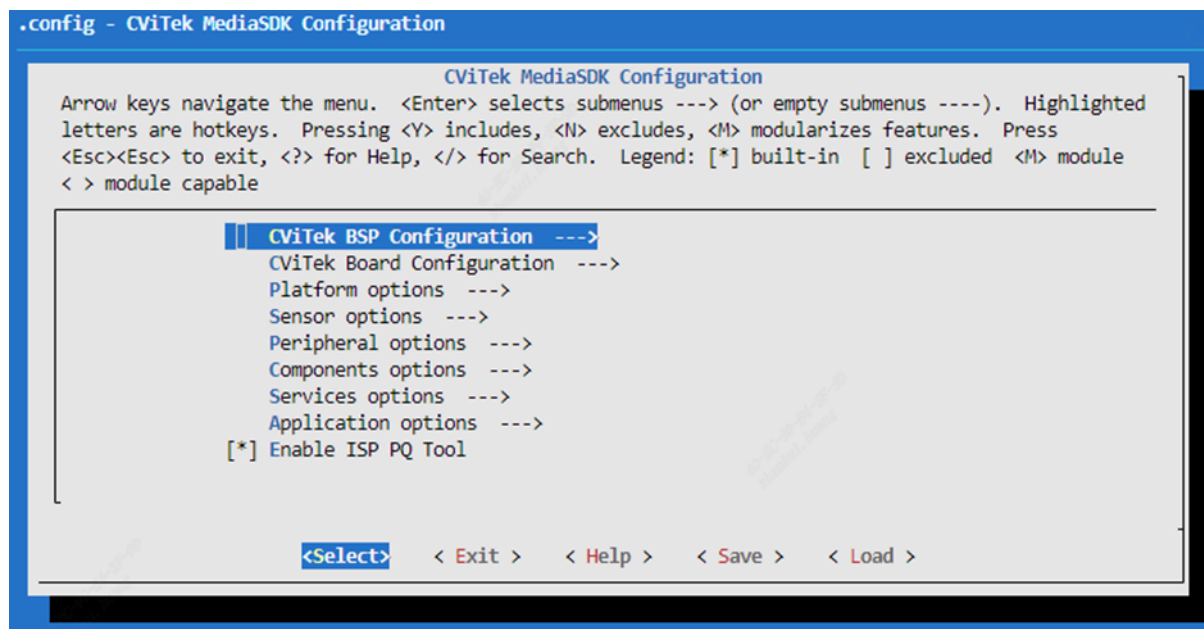 .config - CViTek MediaSDK Configuration
CViTek MediaSDK Configuration
Arrow keys navigate the menu. <Enter> selects submenus ---> (or empty submenus ----). Highlighted
letters are hotkeys. Pressing <Y> includes, <N> excludes, <M> modularizes features. Press
<Esc><Esc> to exit, <?> for Help, </> for Search. Legend: [*] built-in [ ] excluded <M> module
< > module capable
CViTek BSP Configuration --->
CViTek Board Configuration --->
Platform options --->
Sensor options --->
Peripheral options --->
Components options --->
Services options --->
Application options --->
[*] Enable ISP PQ Tool
<Select> < Exit > < Help > < Save > < Load >